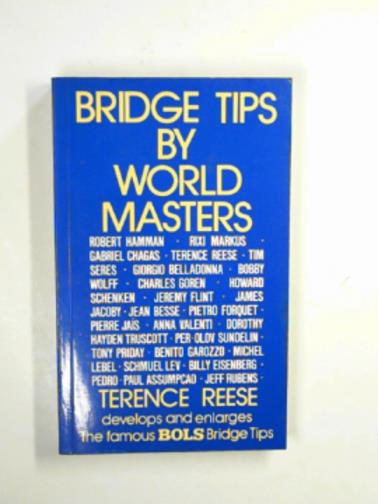 BRIDGE TIPS
BY
WORLD
MASTERS
ROBERT HAMMAN · RIXI MARKUS ·
GABRIEL CHAGAS · TERENCE REESE · TIM
SERES · GIORGIO BELLADONNA · BOBBY
WOLFF · CHARLES GOREN · HOWARD
SCHENKEN · JEREMY FLINT · JAMES
JACOBY · JEAN BESSE · PIETRO FORQUET ·
PIERRE JAÏS · ANNA VALENTI · DOROTHY
HAYDEN TRUSCOTT · PER-OLOV SUNDELIN ·
TONY PRIDAY · BENITO GAROZZO · MICHEL
LEBEL · SCHMUEL LEV · BILLY EISENBERG ·
PEDRO-PAUL ASSUMPÇAO · JEFF RUBENS ·
TERENCE REESE
develops and enlarges
The famous BOLS Bridge Tips